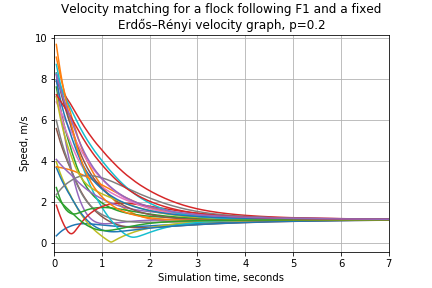 Velocity matching for a flock following F1 and a fixed
Erdős–Rényi velocity graph, p=0.2
10
8
6
4
2
0
Speed, m/s
0 1 2 3 4 5 6 7
Simulation time, seconds